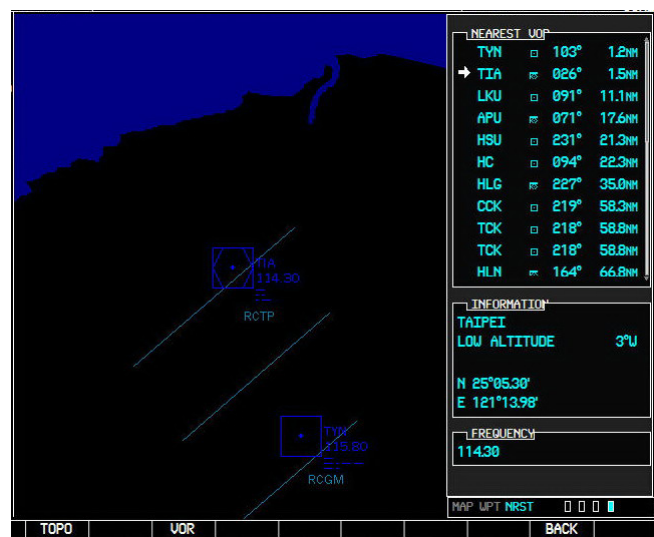 NEAREST VOR
TYN 103° 1.2NM
TIA 026° 1.5NM
LKU 091° 11.1NM
APU 071° 17.6NM
HSU 231° 21.3NM
HC 094° 22.3NM
HLG 227° 35.0NM
CCK 219° 58.3NM
TCK 218° 58.8NM
TCK 218° 58.8NM
HLN 164° 66.8NM
TIA
114.30
RCTP
TYN
115.80
RCGM
INFORMATION
TAIPEI
LOW ALTITUDE 3°W
N 25°05.30'
E 121°13.98'
FREQUENCY
114.30
MAP WPT NRST
TOPO VOR BACK